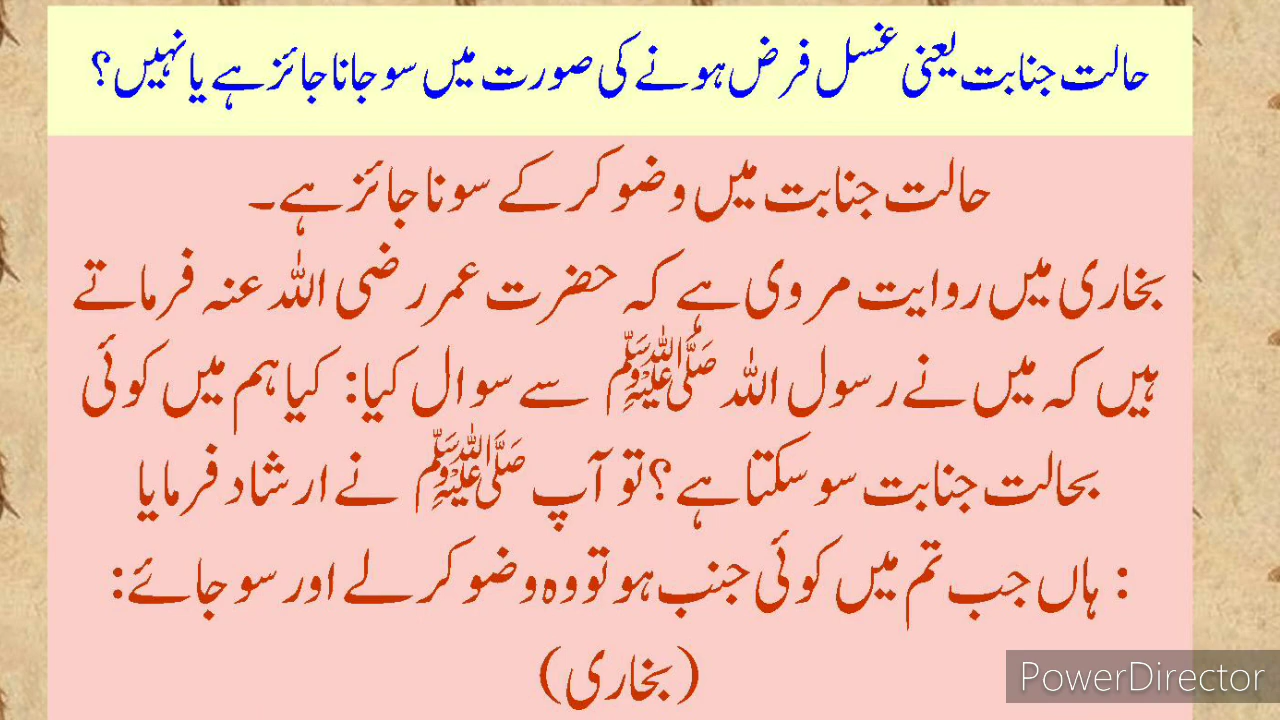 حالت جنابت یعنی غسل فرض ہونے کی صورت میں سو جانا جائز ہے یا نہیں؟
حالت جنابت میں وضو کر کے سونا جائز ہے۔
بخاری میں روایت مروی ہے کہ حضرت عمر رضی اللہ عنہ فرماتے
ہیں کہ میں نے رسول اللہ ﷺ سے سوال کیا: کیا ہم میں کوئی
بحالت جنابت سو سکتا ہے؟ تو آپ ﷺ نے ارشاد فرمایا
: ہاں جب تم میں کوئی جنب ہو تو وہ وضو کر لے اور سو جائے:
(بخاری)
PowerDirector